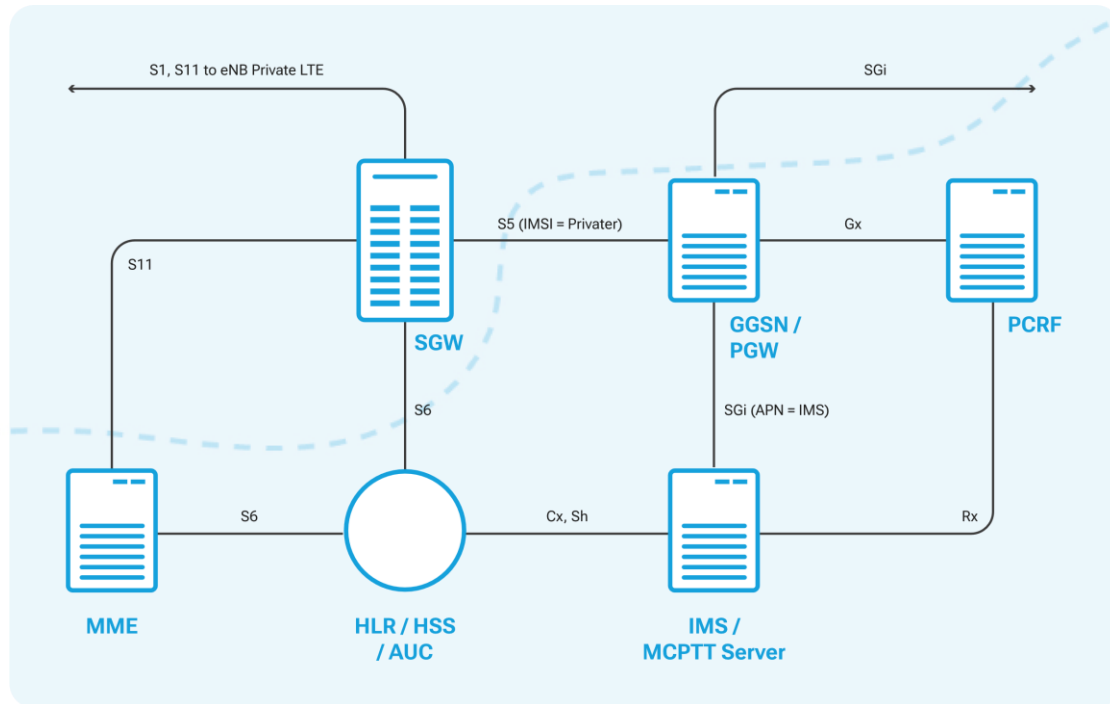 S1, S11 to eNB Private LTE
SGi
S5 (IMSI = Privater)
Gx
S11
SGW
GGSN /
PGW
PCRF
S6
SGi (APN = IMS)
S6
Cx, Sh
Rx
MME
HLR / HSS
/ AUC
IMS /
MCPTT Server